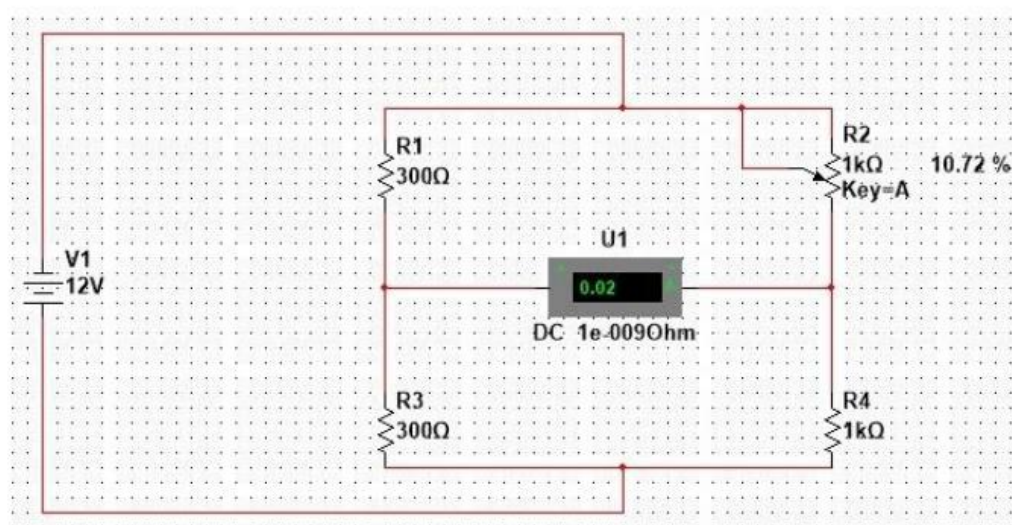 R1
300Ω
R2
1kΩ
10.72 %
Key=A
U1
0.02
A
DC 1e-009Ohm
V1
12V
R3
300Ω
R4
1kΩ